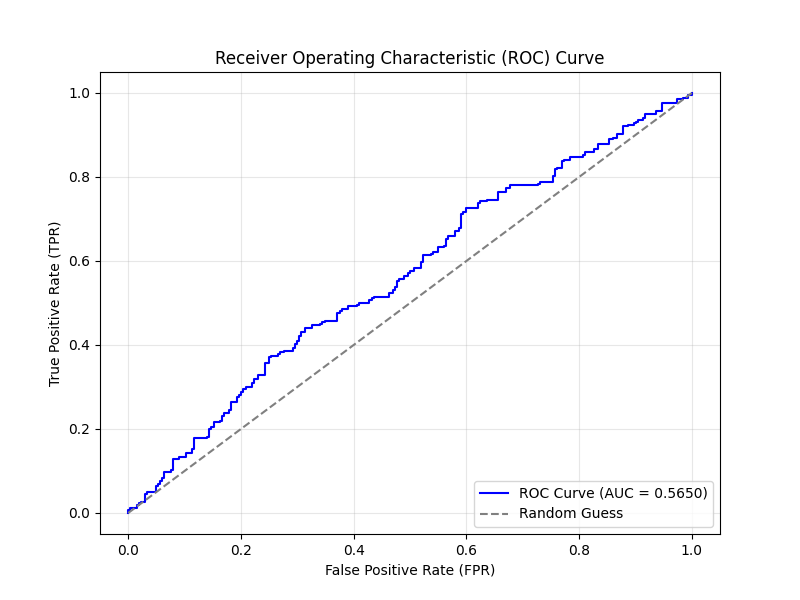 Receiver Operating Characteristic (ROC) Curve
True Positive Rate (TPR)
1.0
0.8
0.6
0.4
0.2
0.0
ROC Curve (AUC = 0.5650)
Random Guess
0.0 0.2 0.4 0.6 0.8 1.0
False Positive Rate (FPR)